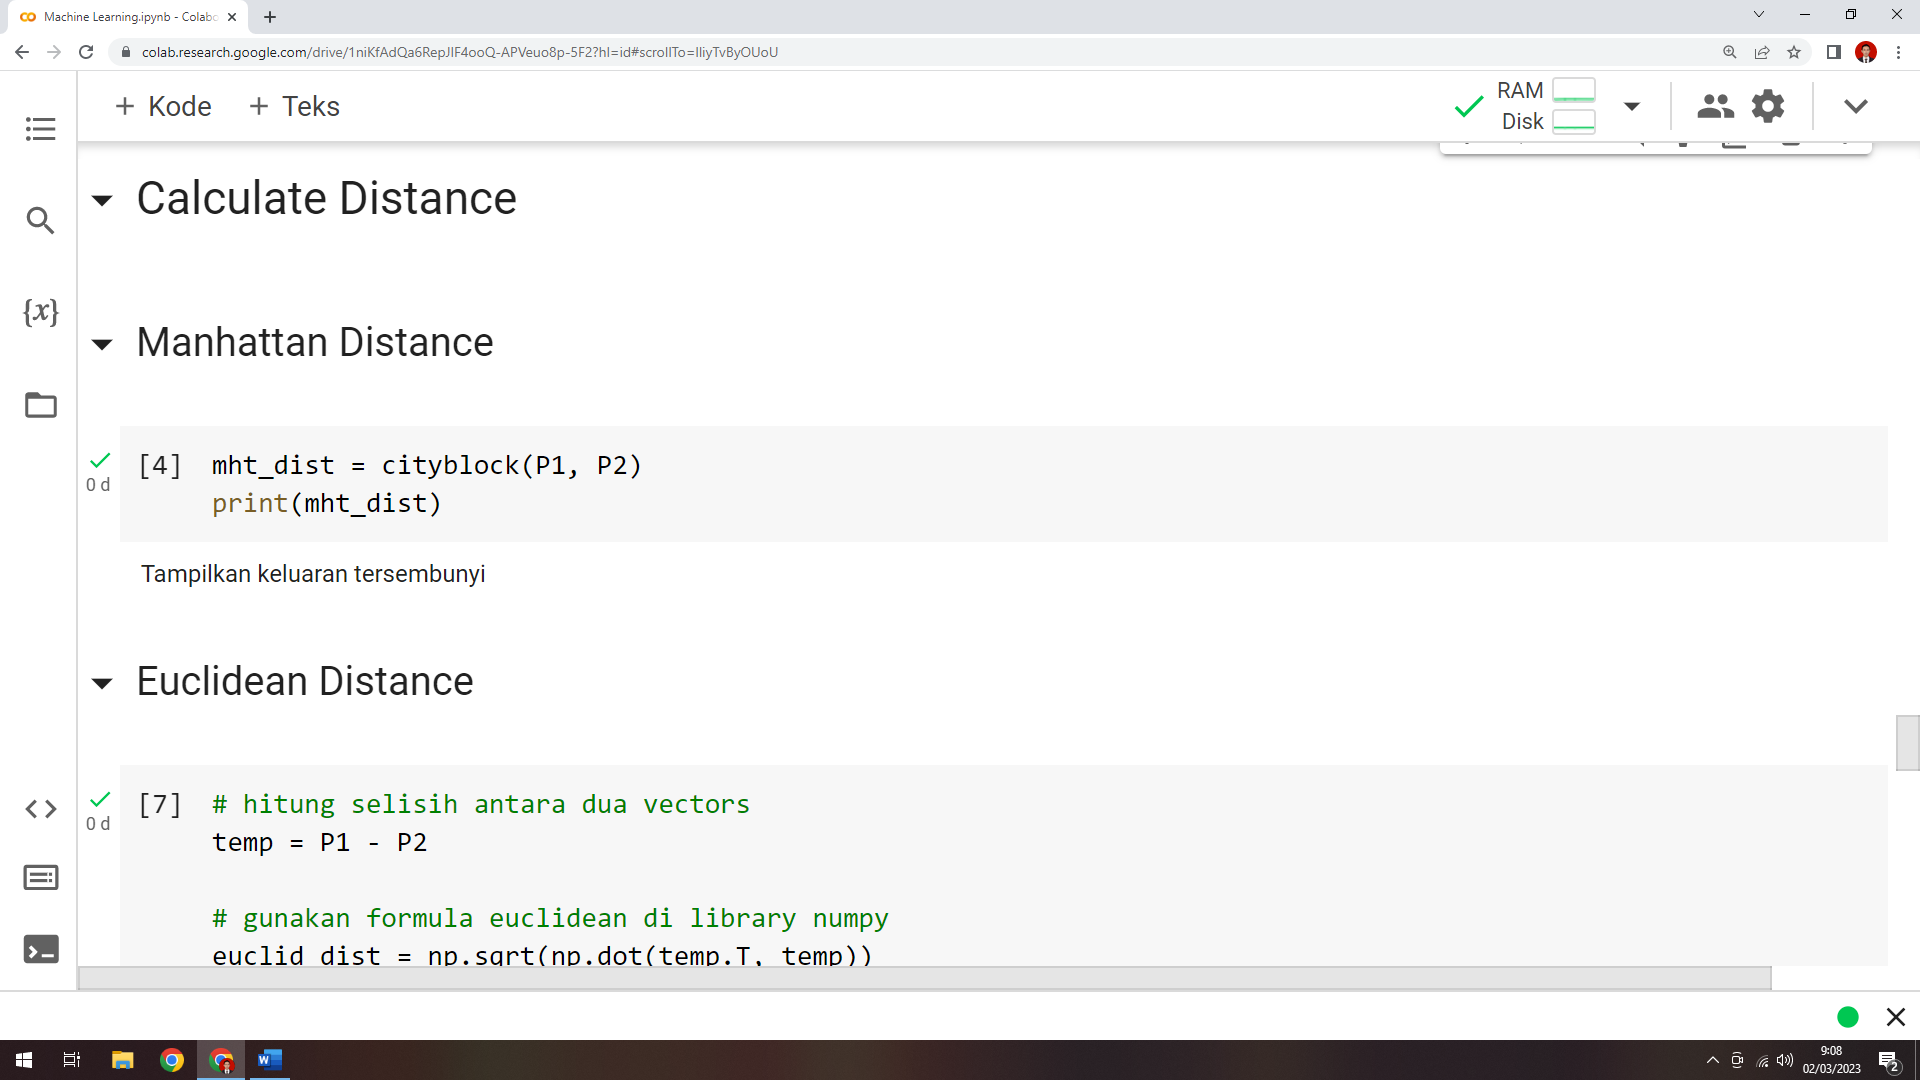 Machine Learning.ipynb - Colabo
colab.research.google.com/drive/1niKfAdQa6RepJlF4ooQ-APVeuo8p-5F2?hl=id#scrollTo=IliyTvByOUoU
+ Kode + Teks
RAM
Disk
Calculate Distance
{x}
Manhattan Distance
[4] mht_dist = cityblock(P1, P2)
0 d
print(mht_dist)
Tampilkan keluaran tersembunyi
Euclidean Distance
[7] # hitung selisih antara dua vectors
0 d
temp = P1 - P2
# gunakan formula euclidean di library numpy
euclid_dist = np.sqrt(np.dot(temp.T, temp))
9:08
02/03/2023
2